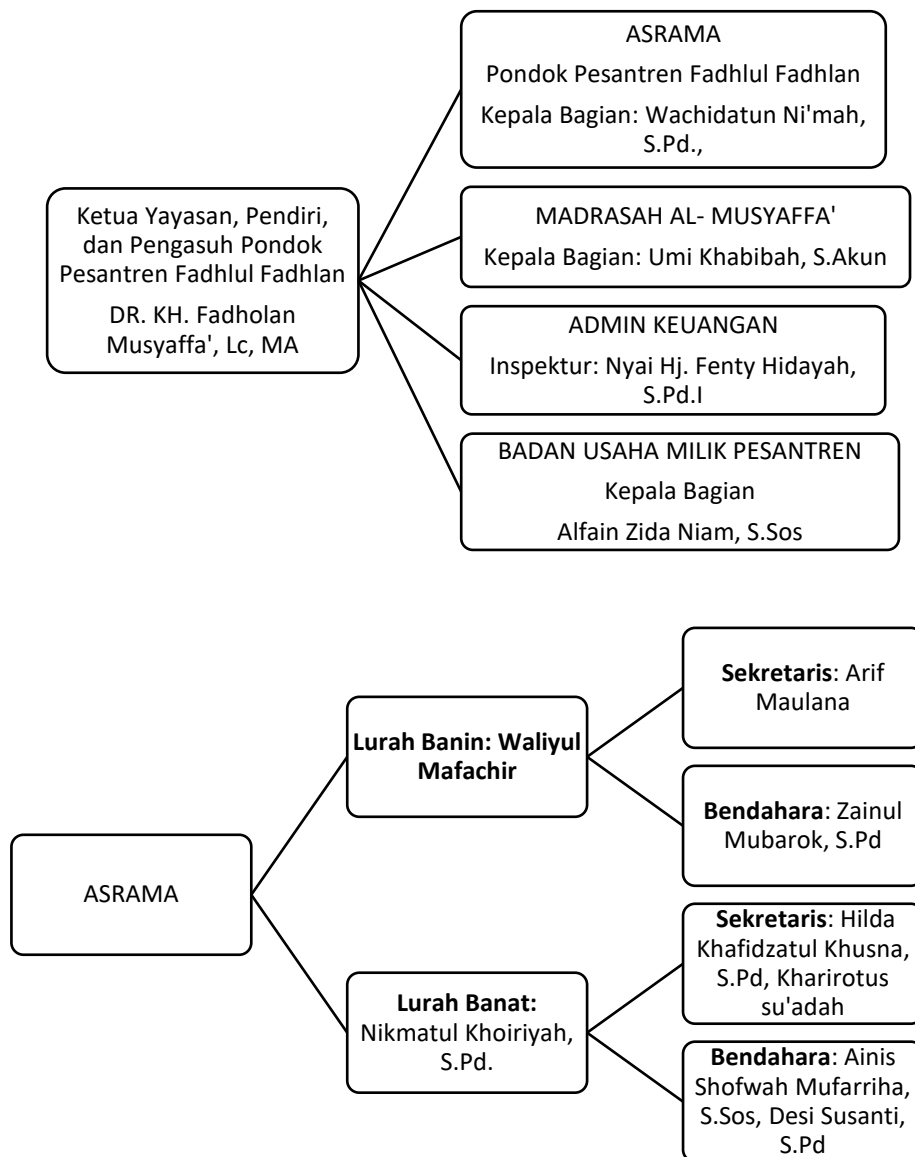 Ketua Yayasan, Pendiri,
dan Pengasuh Pondok
Pesantren Fadhlul Fadhlan
DR. KH. Fadholan
Musyaffa', Lc, MA
ASRAMA
Pondok Pesantren Fadhlul Fadhlan
Kepala Bagian: Wachidatun Ni'mah,
S.Pd.,
MADRASAH AL- MUSYAFFA'
Kepala Bagian: Umi Khabibah, S.Akun
ADMIN KEUANGAN
Inspektur: Nyai Hj. Fenty Hidayah,
S.Pd.I
BADAN USAHA MILIK PESANTREN
Kepala Bagian
Alfain Zida Niam, S.Sos
ASRAMA
Lurah Banin: Waliyul
Mafachir
Sekretaris: Arif
Maulana
Bendahara: Zainul
Mubarok, S.Pd
Lurah Banat:
Nikmatul Khoiriyah,
S.Pd.
Sekretaris: Hilda
Khafidzatul Khusna,
S.Pd, Kharirotus
su'adah
Bendahara: Ainis
Shofwah Mufarriha,
S.Sos, Desi Susanti,
S.Pd